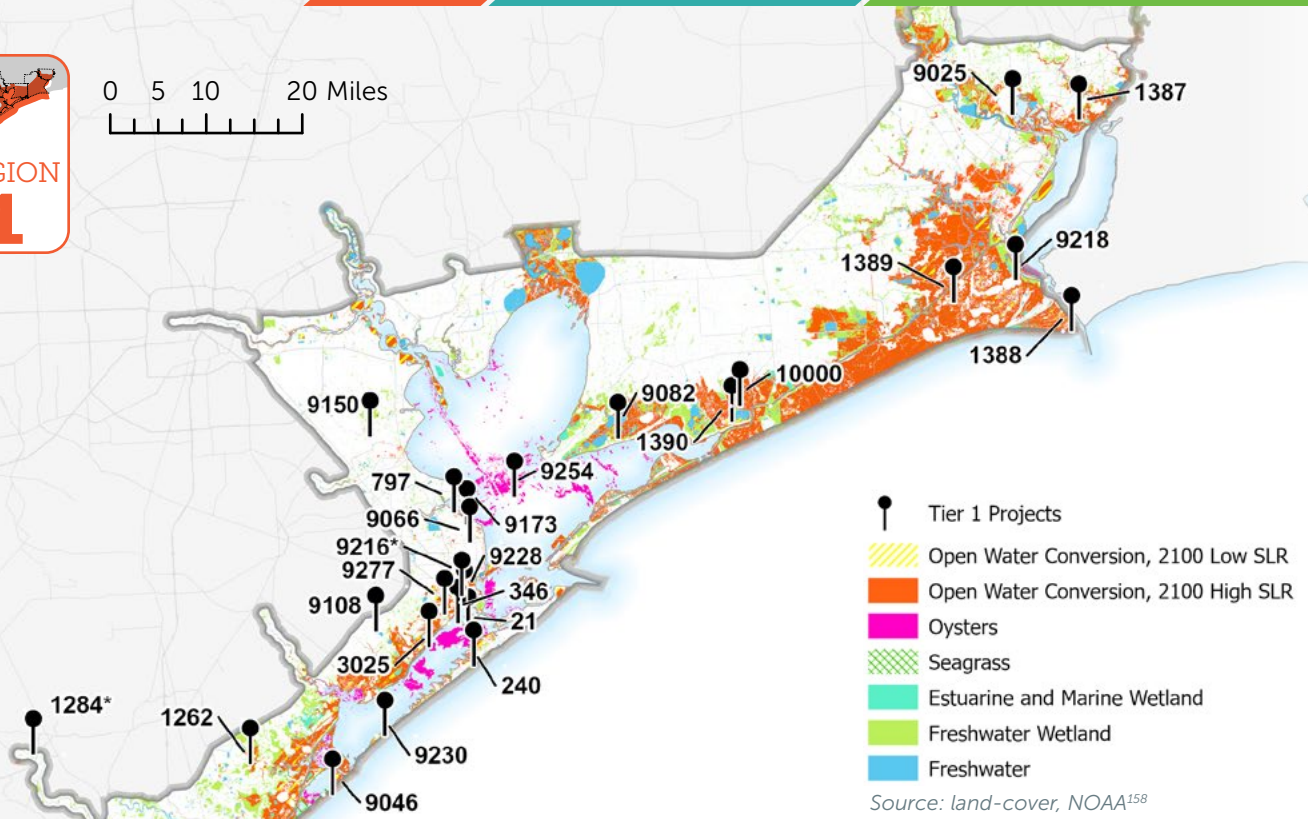 0 5 10 20 Miles
GION
1
9025
1387
9218
1389
1388
10000
9082
1390
9150
9254
797
9066
9173
9216*
9228
9277
346
9108
21
3025
240
1284*
1262
9230
9046
Tier 1 Projects
Open Water Conversion, 2100 Low SLR
Open Water Conversion, 2100 High SLR
Oysters
Seagrass
Estuarine and Marine Wetland
Freshwater Wetland
Freshwater
Source: land-cover, NOAA158